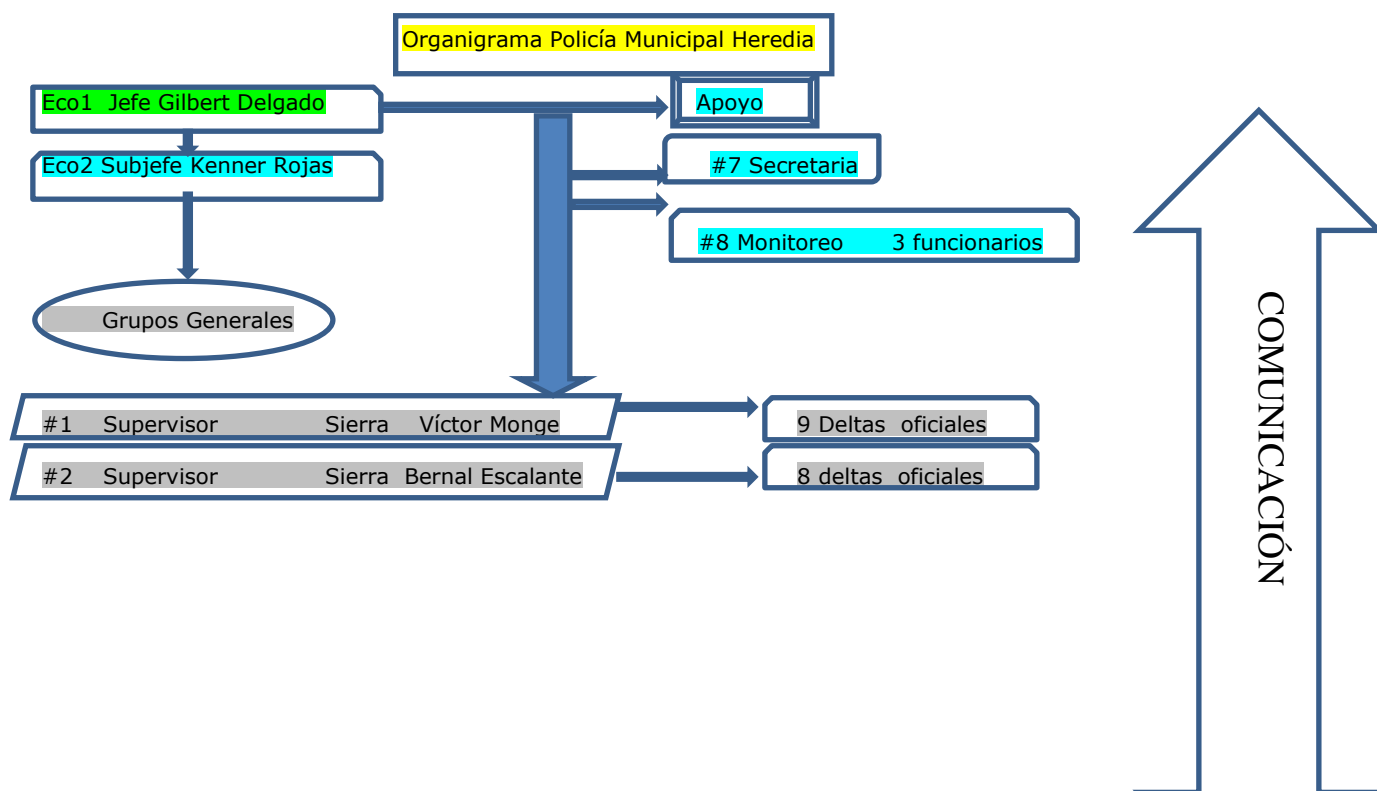 Organigrama Policía Municipal Heredia
Eco1 Jefe Gilbert Delgado
Apoyo
Eco2 Subjefe Kenner Rojas
#7 Secretaria
#8 Monitoreo 3 funcionarios
Grupos Generales
#1 Supervisor Sierra Víctor Monge
9 Deltas oficiales
#2 Supervisor Sierra Bernal Escalante
8 deltas oficiales
COMUNICACIÓN